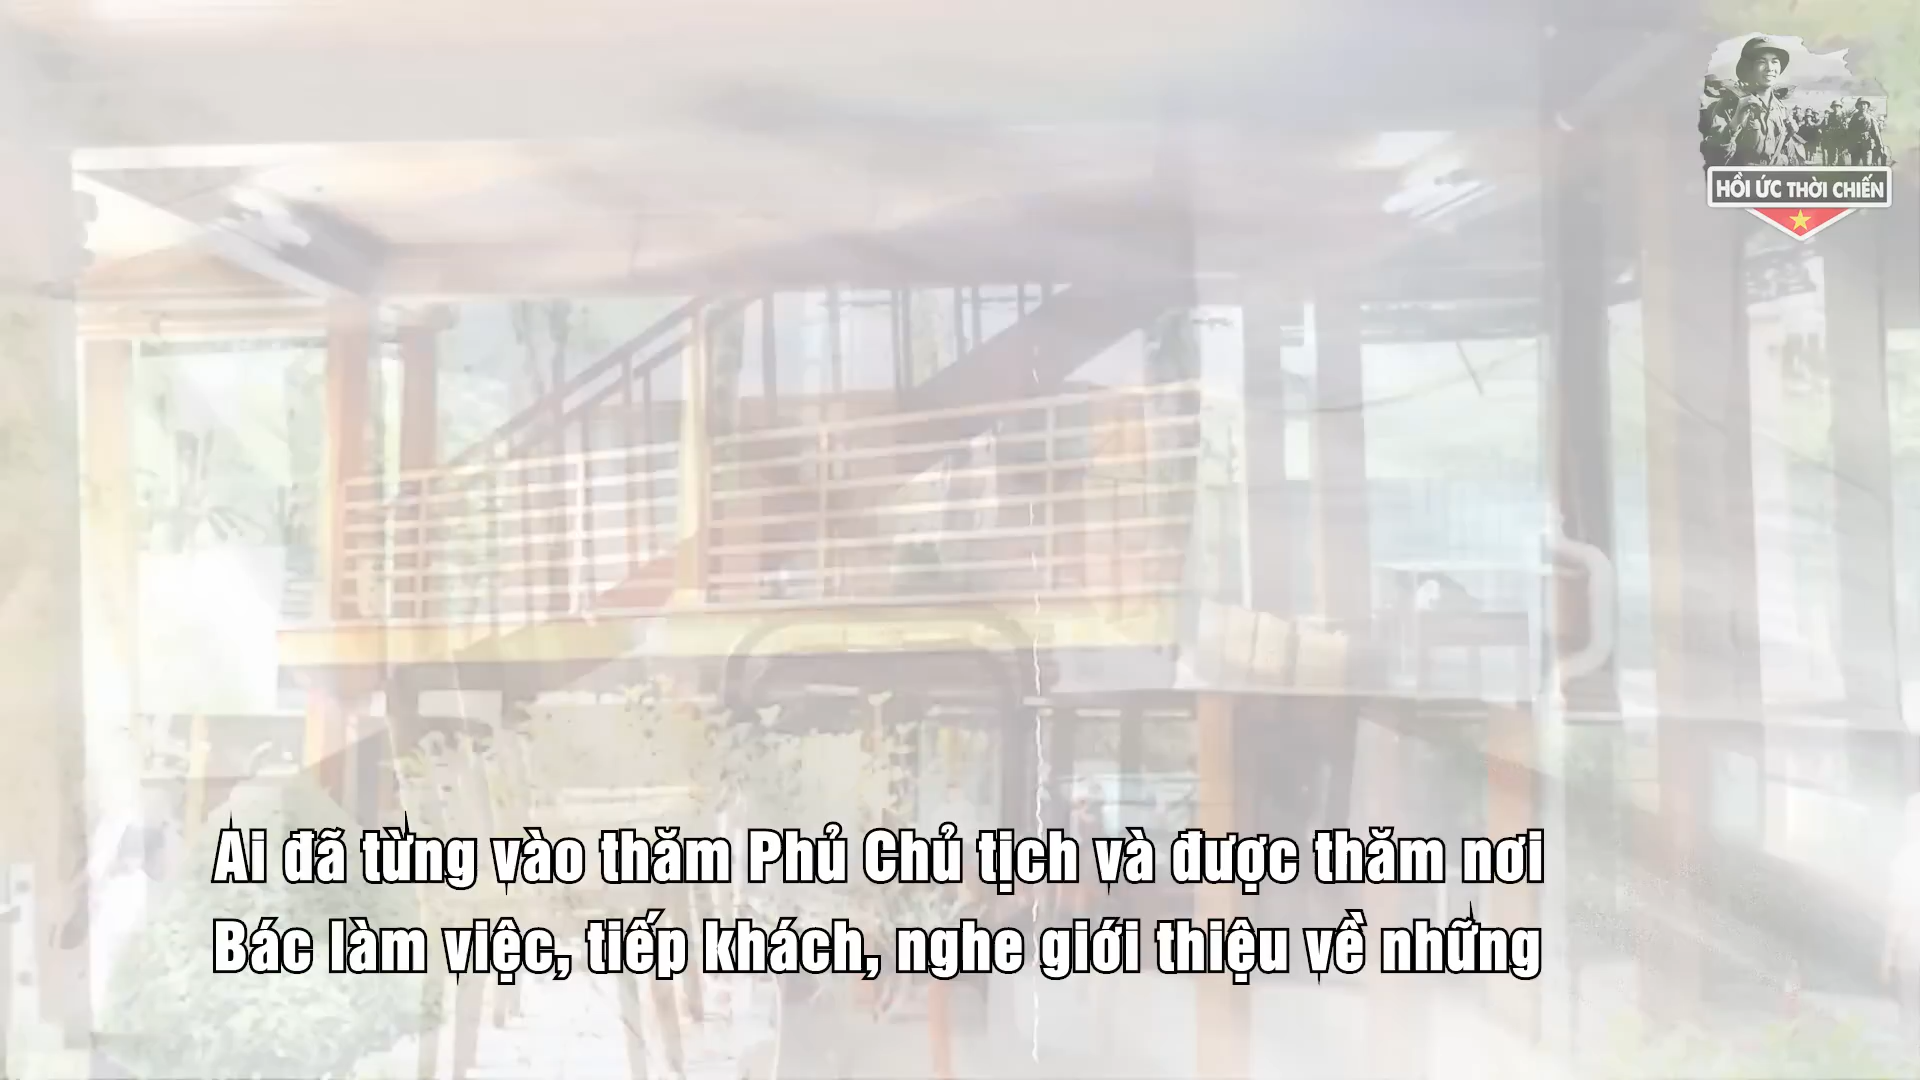 HỒI ỨC THỜI CHIẾN
Ai đã từng vào thăm Phủ Chủ tịch và được thăm nơi
Bác làm việc, tiếp khách, nghe giới thiệu về những